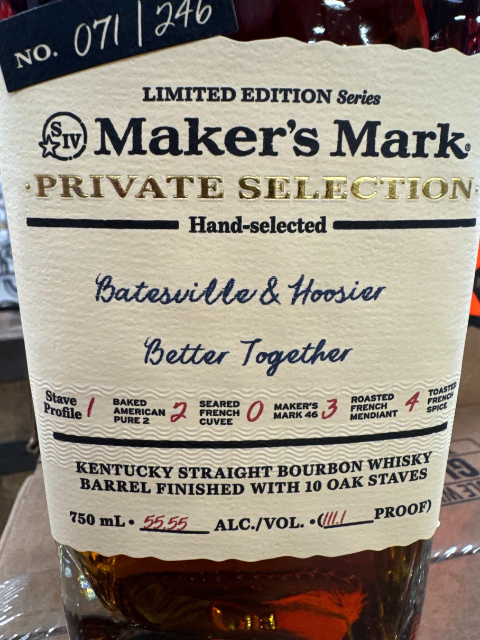 NO. 071 | 246
LIMITED EDITION Series
SIV Maker's Mark®
·PRIVATE SELECTION·
Hand-selected
Batesville & Hoosier
Better Together
Stave Profile 1 BAKED AMERICAN PURE 2 2 SEARED FRENCH CUVEE 0 MAKER'S MARK 46 3 ROASTED FRENCH MENDIANT 4 TOASTED FRENCH SPICE
KENTUCKY STRAIGHT BOURBON WHISKY
BARREL FINISHED WITH 10 OAK STAVES
750 mL • 55.55 ALC./VOL. •(111.1 PROOF)